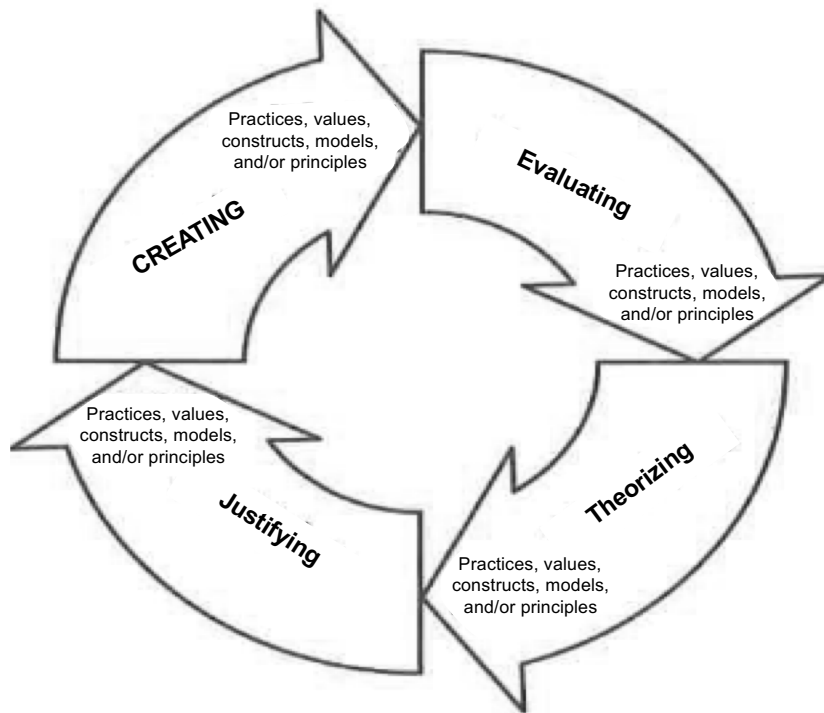 CREATING
Practices, values,
constructs, models,
and/or principles
Evaluating
Practices, values,
constructs, models,
and/or principles
Theorizing
Practices, values,
constructs, models,
and/or principles
Justifying
Practices, values,
constructs, models,
and/or principles